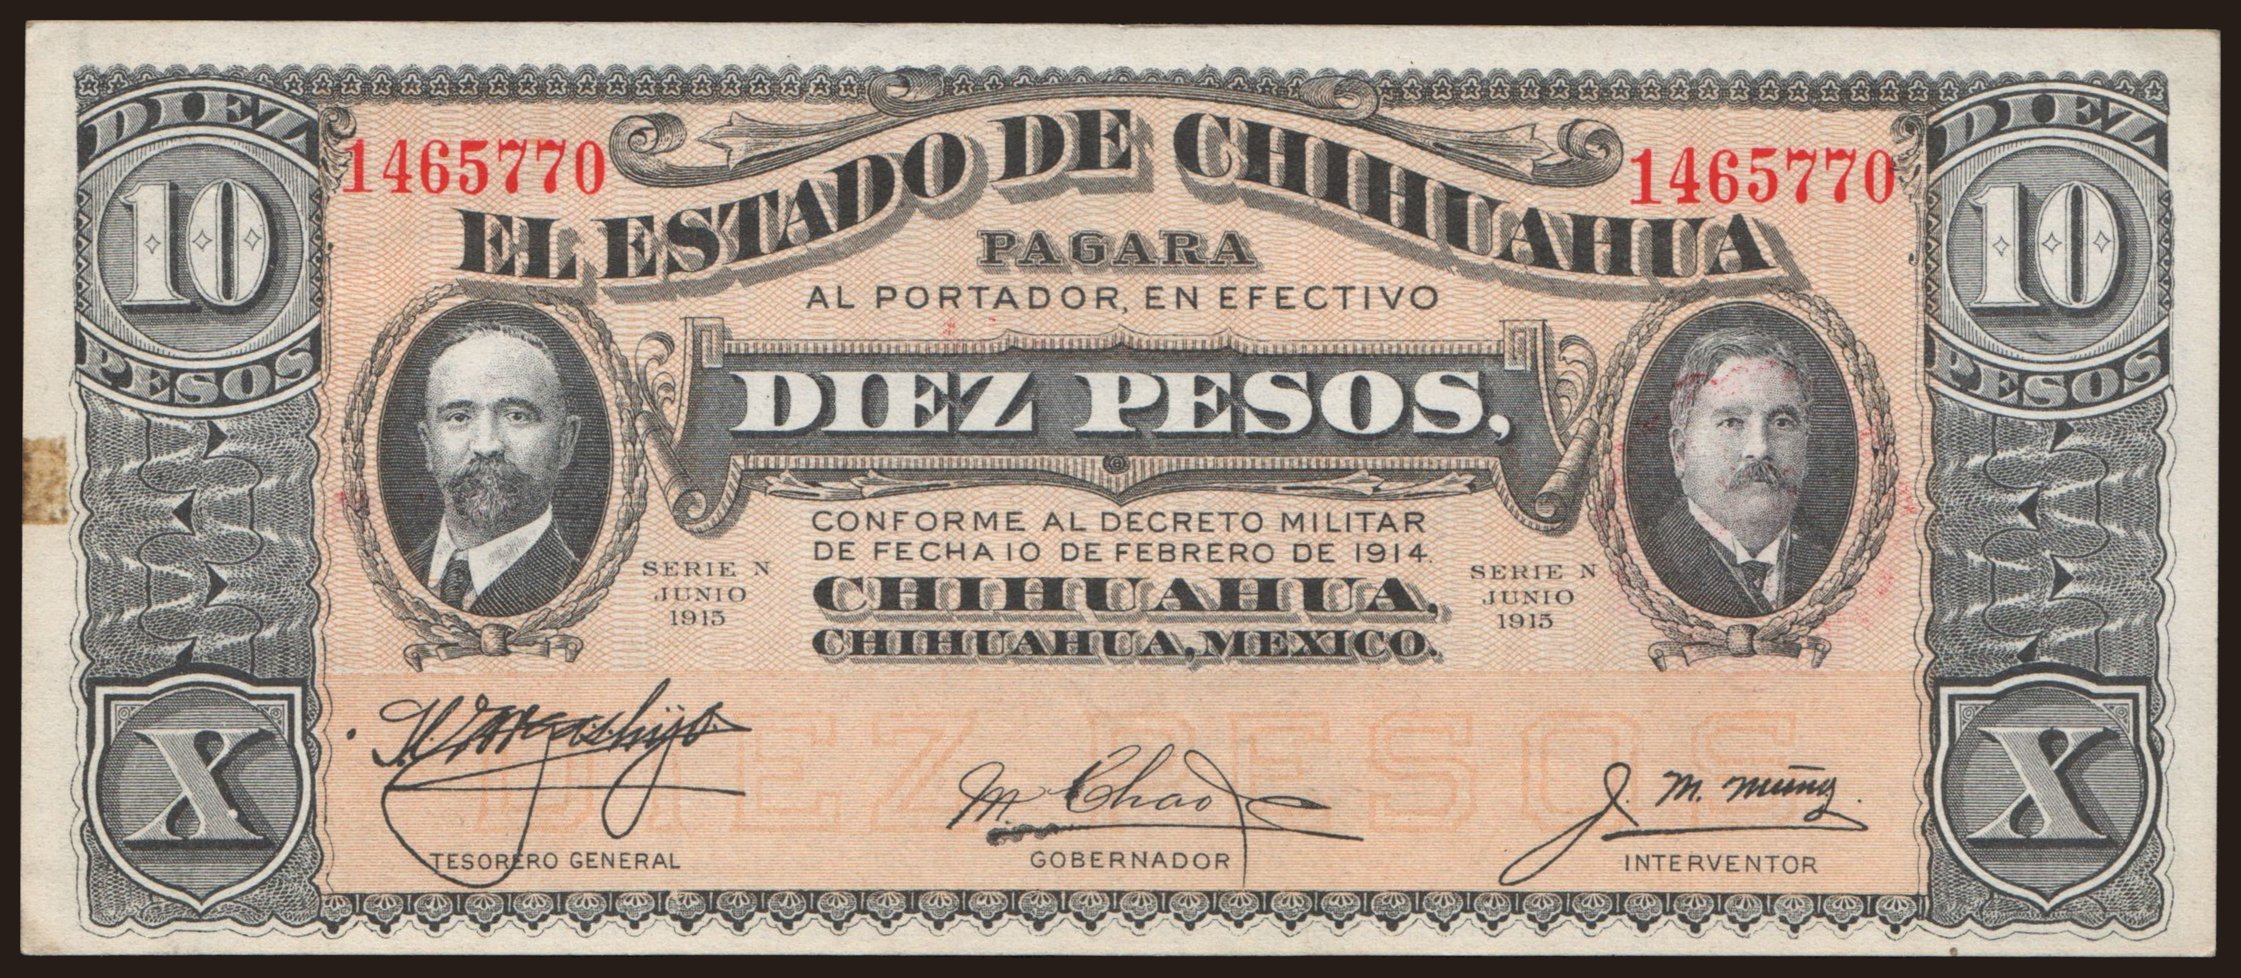 DIEZ
10
PESOS
X
1465770
EL ESTADO DE CHIHUAHUA
1465770
PAGARA
AL PORTADOR, EN EFECTIVO
DIEZ PESOS,
CONFORME AL DECRETO MILITAR
DE FECHA 10 DE FEBRERO DE 1914.
CHIHUAHUA,
CHIHUAHUA, MEXICO.
SERIE N
JUNIO
1915
SERIE N
JUNIO
1915
DIEZ PESOS
M. Chao
J. M. Muñoz.
TESORERO GENERAL
GOBERNADOR
INTERVENTOR
DIEZ
10
PESOS
X